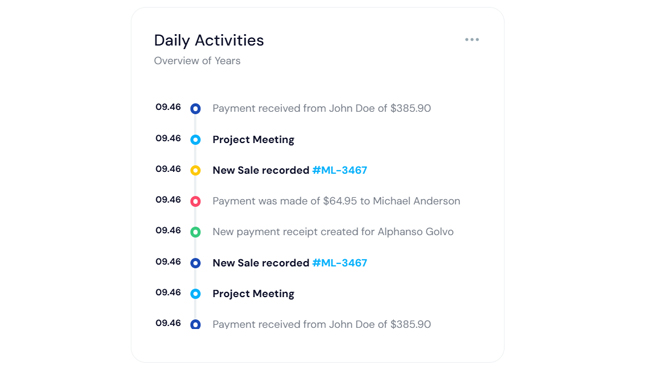 Daily Activities
Overview of Years
09.46 Payment received from John Doe of $385.90
09.46 Project Meeting
09.46 New Sale recorded #ML-3467
09.46 Payment was made of $64.95 to Michael Anderson
09.46 New payment receipt created for Alphanso Golvo
09.46 New Sale recorded #ML-3467
09.46 Project Meeting
09.46 Payment received from John Doe of $385.90